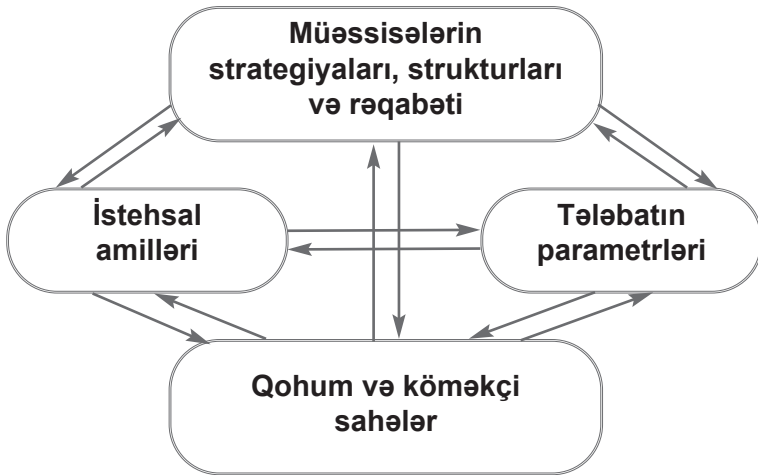 Müəssisələrin
strategiyaları, strukturları
və rəqabəti
İstehsal
amilləri
Tələbatın
parametrləri
Qohum və köməkçi
sahələr